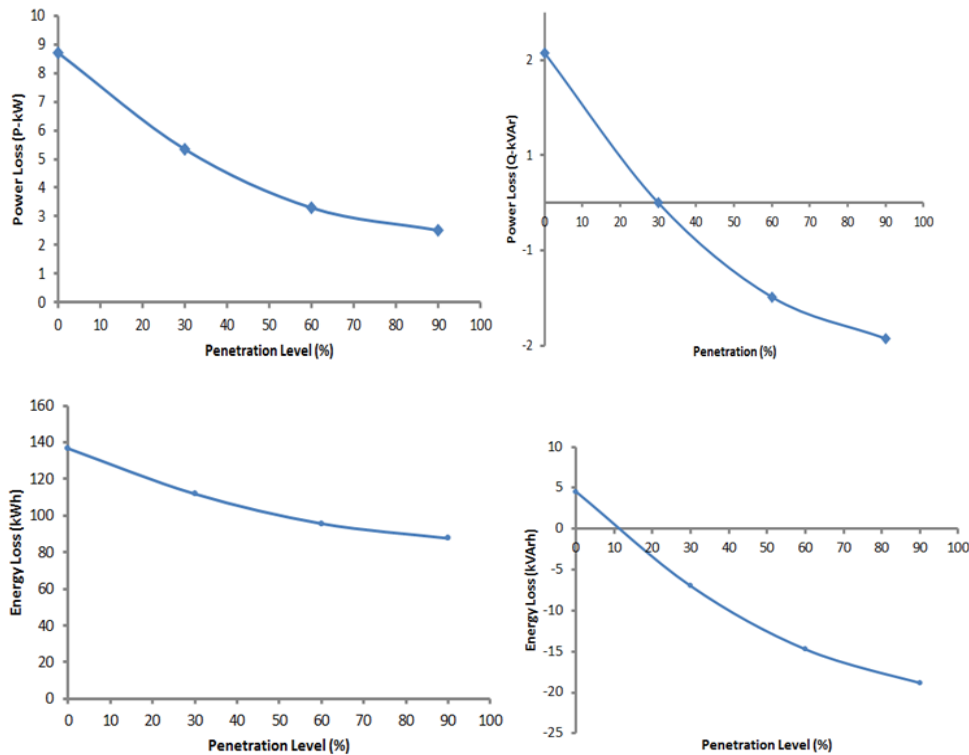 Power Loss (P-kW)
10
9
8
7
6
5
4
3
2
1
0
0 10 20 30 40 50 60 70 80 90 100
Penetration Level (%)
Power Loss (Q-kVAr)
2
1
0 10 20 30 40 50 60 70 80 90 100
-1
-2
Penetration (%)
Energy Loss (kWh)
160
140
120
100
80
60
40
20
0
0 10 20 30 40 50 60 70 80 90 100
Penetration Level (%)
Energy Loss (kVArh)
10
5
0
0 10 20 30 40 50 60 70 80 90 100
-5
-10
-15
-20
-25
Penetration Level (%)